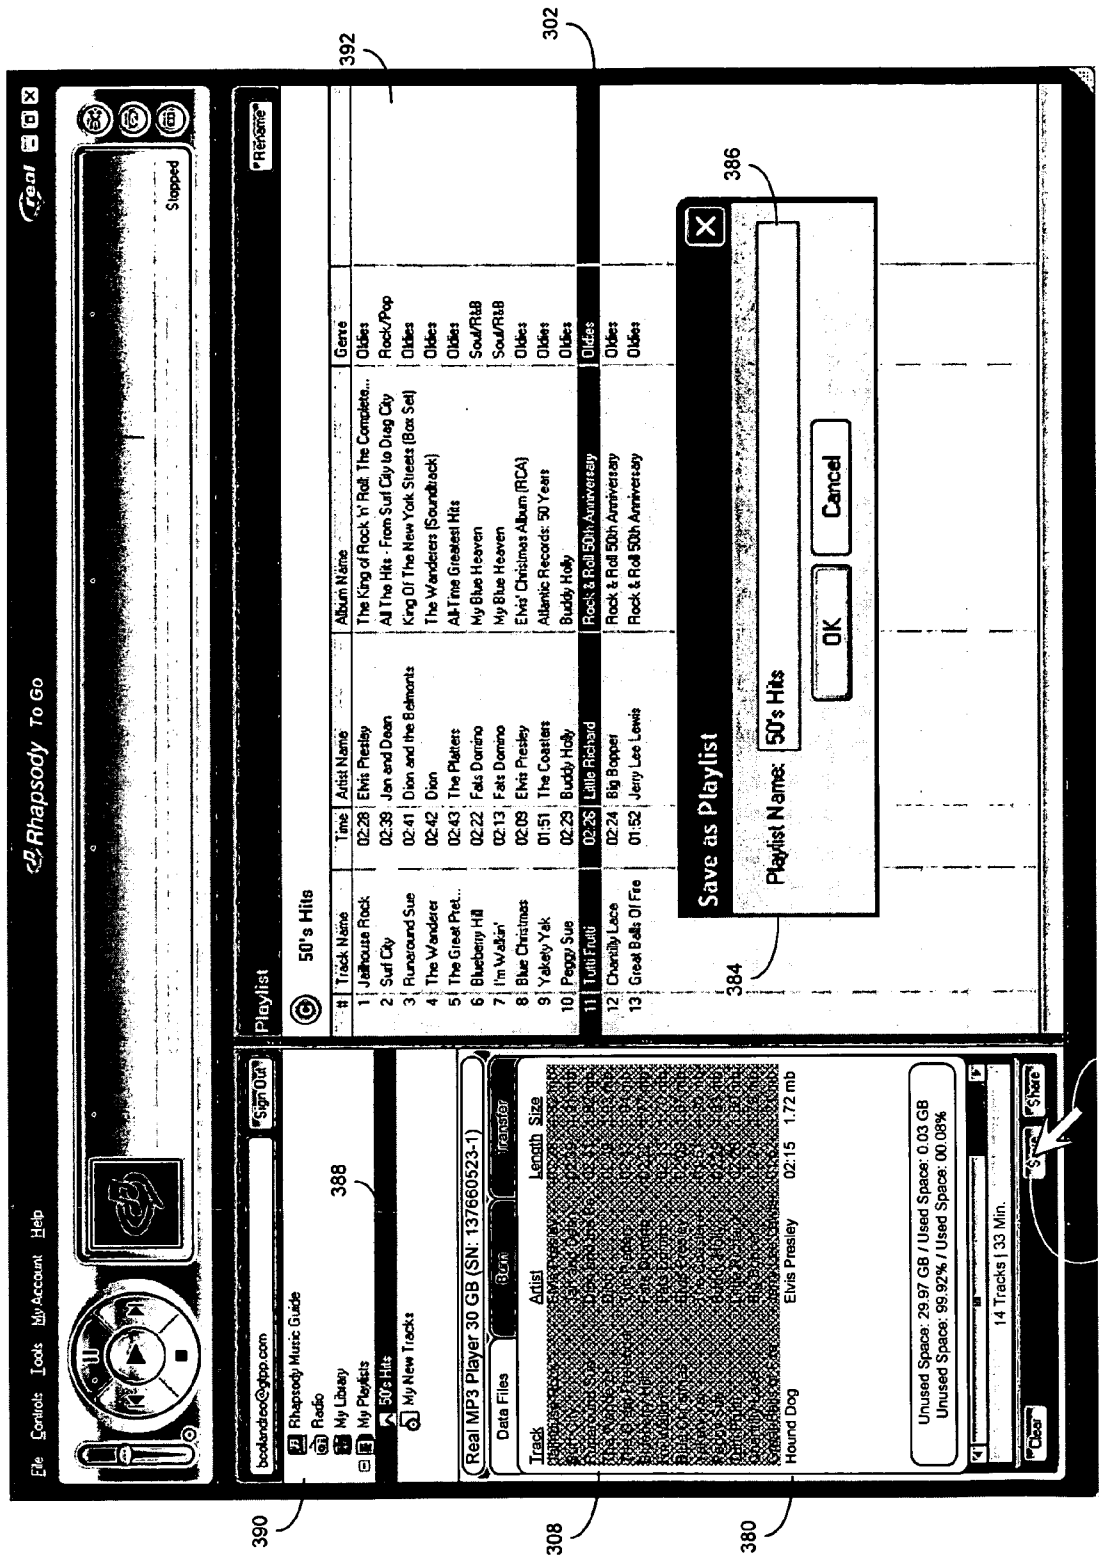 File Controls Tools My Account Help
Rhapsody To Go
real
Stopped
boolandreo@gtpp.com
Sign Out
Rhapsody Music Guide
Radio
My Library
My Playlists
50's Hits
My New Tracks
Playlist
Rename
50's Hits
# Track Name Time Artist Name Album Name Genre
1 Jailhouse Rock 02:28 Elvis Presley The King of Rock 'n' Roll: The Complete... Oldies
2 Surf City 02:39 Jan and Dean All The Hits - From Surf City to Drag City Rock/Pop
3 Runaround Sue 02:41 Dion and the Belmonts King Of The New York Streets (Box Set) Oldies
4 The Wanderer 02:42 Dion The Wanderers (Soundtrack) Oldies
5 The Great Pret... 02:43 The Platters All-Time Greatest Hits Oldies
6 Blueberry Hill 02:22 Fats Domino My Blue Heaven Soul/R&B
7 I'm Walkin' 02:13 Fats Domino My Blue Heaven Soul/R&B
8 Blue Christmas 02:09 Elvis Presley Elvis' Christmas Album (RCA) Oldies
9 Yakety Yak 01:51 The Coasters Atlantic Records: 50 Years Oldies
10 Peggy Sue 02:29 Buddy Holly Buddy Holly Oldies
11 Tutti Frutti 02:26 Little Richard Rock & Roll 50th Anniversary Oldies
12 Chantilly Lace 02:24 Big Bopper Rock & Roll 50th Anniversary Oldies
13 Great Balls Of Fire 01:52 Jerry Lee Lewis Rock & Roll 50th Anniversary Oldies
Real MP3 Player 30 GB (SN: 137660523-1)
Data Files Burn Transfer
Track Artist Length Size
Hound Dog Elvis Presley 02:15 1.72 mb
Unused Space: 29.97 GB / Used Space: 0.03 GB
Unused Space: 99.92% / Used Space: 00.08%
14 Tracks | 33 Min.
Clear Share
Save as Playlist
X
Playlist Name: 50's Hits
OK Cancel
390
308
380
388
384
386
392
302